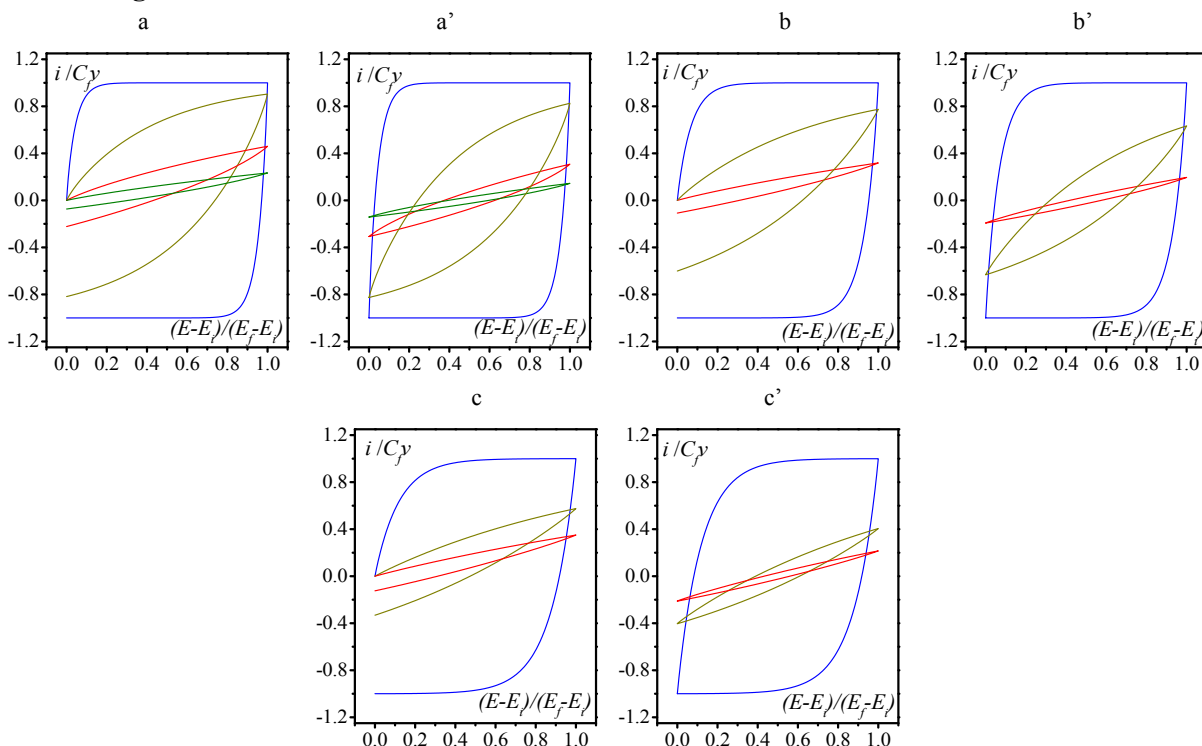 a a’ b b’
1.2 1.2 1.2 1.2
i /C_f v i /C_f v i /C_f v i /C_f v
0.8 0.8 0.8 0.8
0.4 0.4 0.4 0.4
0.0 0.0 0.0 0.0
-0.4 -0.4 -0.4 -0.4
-0.8 -0.8 -0.8 -0.8
(E-E_i)/(E_f-E_i) (E-E_i)/(E_f-E_i) (E-E_i)/(E_f-E_i) (E-E_i)/(E_f-E_i)
-1.2 -1.2 -1.2 -1.2
0.0 0.2 0.4 0.6 0.8 1.0 0.0 0.2 0.4 0.6 0.8 1.0 0.0 0.2 0.4 0.6 0.8 1.0 0.0 0.2 0.4 0.6 0.8 1.0
c c’
1.2 1.2
i /C_f v i /C_f v
0.8 0.8
0.4 0.4
0.0 0.0
-0.4 -0.4
-0.8 -0.8
(E-E_i)/(E_f-E_i) (E-E_i)/(E_f-E_i)
-1.2 -1.2
0.0 0.2 0.4 0.6 0.8 1.0 0.0 0.2 0.4 0.6 0.8 1.0